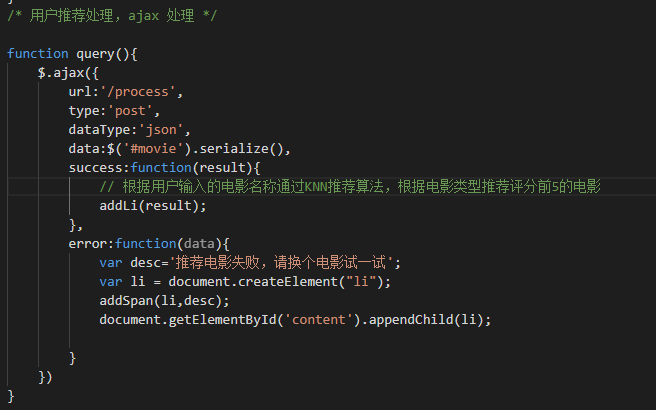 }
/* 用户推荐处理，ajax 处理 */
function query(){
$.ajax({
url:'/process',
type:'post',
dataType:'json',
data:$('#movie').serialize(),
success:function(result){
// 根据用户输入的电影名称通过KNN推荐算法，根据电影类型推荐评分前5的电影
addLi(result);
},
error:function(data){
var desc='推荐电影失败，请换个电影试一试';
var li = document.createElement("li");
addSpan(li,desc);
document.getElementById('content').appendChild(li);
}
})
}